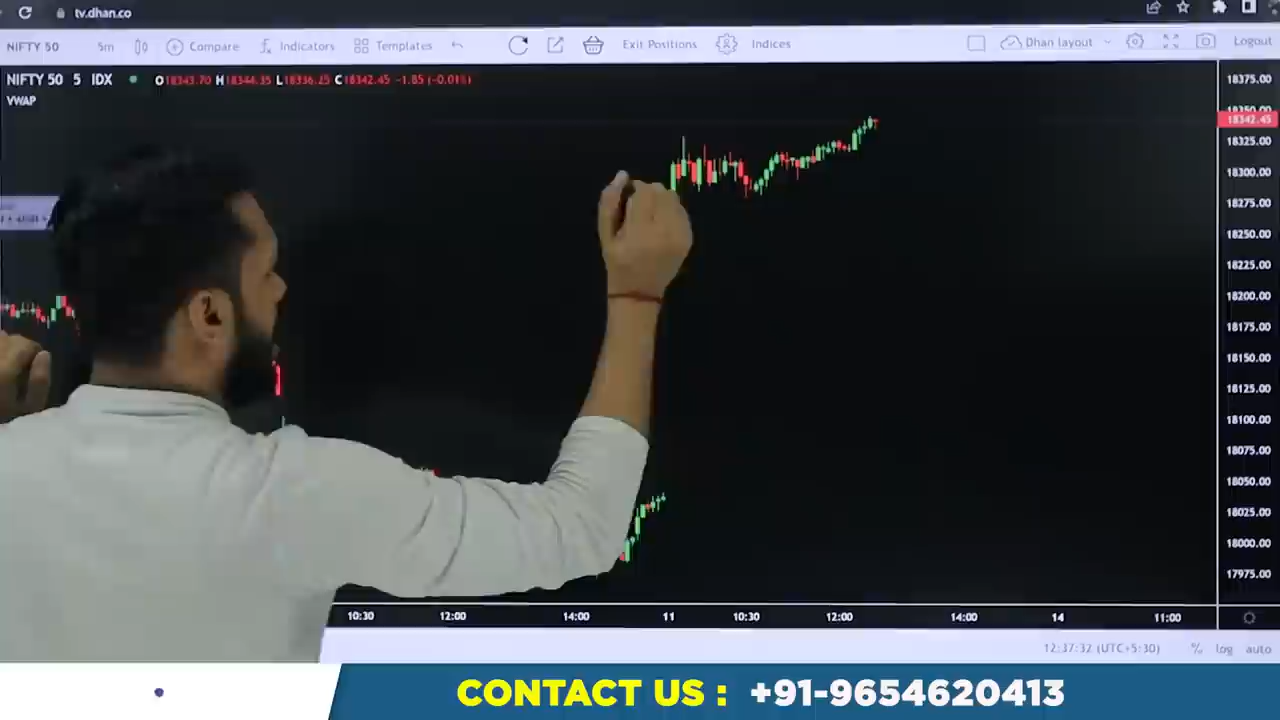 tv.dhan.co
NIFTY 50 5m Compare Indicators Templates Exit Positions Indices Dhan layout Logout
NIFTY 50 5 IDX O18343.70 H18344.35 L18336.25 C18342.45 -1.85 (-0.01%)
VWAP
18375.00
18350.00
18342.45
18325.00
18300.00
18275.00
18250.00
18225.00
18200.00
18175.00
18150.00
18125.00
18100.00
18075.00
18050.00
18025.00
18000.00
17975.00
10:30 12:00 14:00 11 10:30 12:00 14:00 14 11:00
12:37:32 (UTC+5:30) % log auto
CONTACT US : +91-9654620413